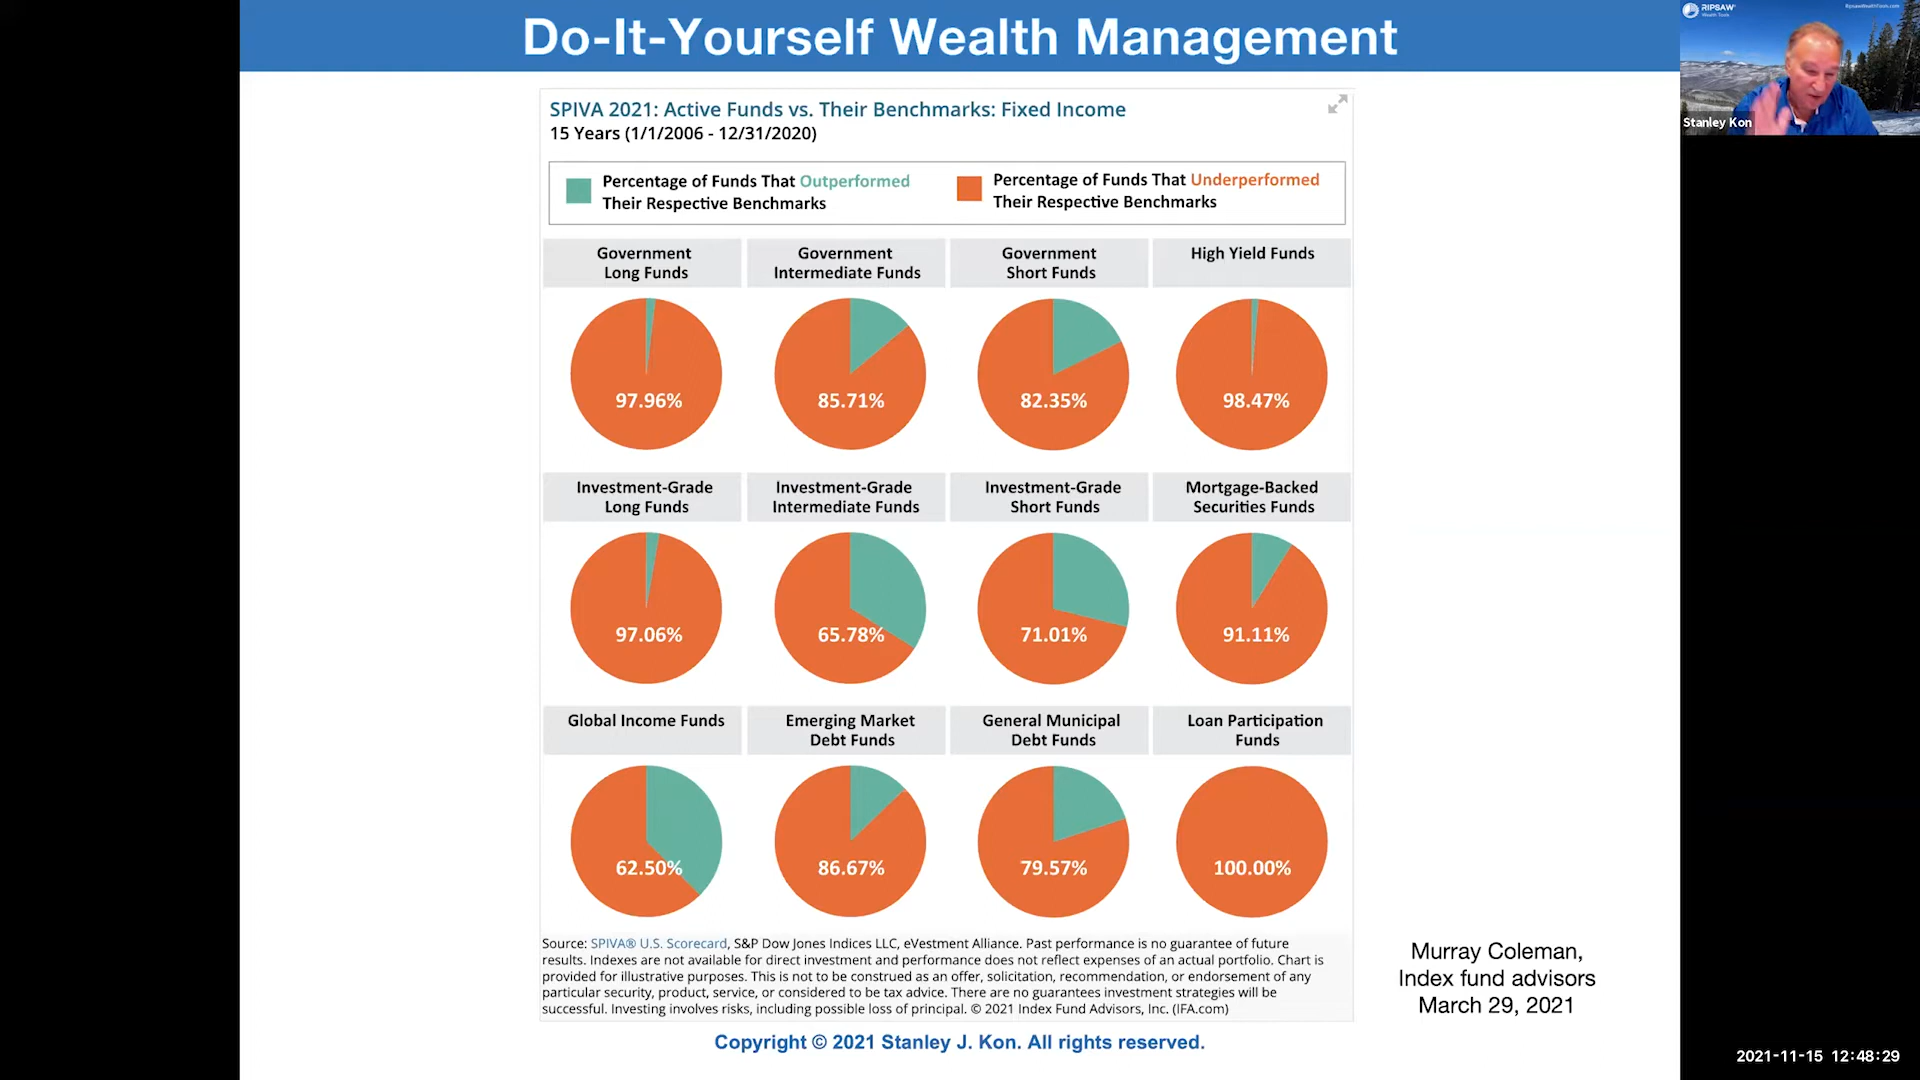 Do-It-Yourself Wealth Management
RIPSAW
Wealth Tools
RipsawWealthTools.com
Stanley Kon
SPIVA 2021: Active Funds vs. Their Benchmarks: Fixed Income
15 Years (1/1/2006 - 12/31/2020)
Percentage of Funds That Outperformed
Their Respective Benchmarks
Percentage of Funds That Underperformed
Their Respective Benchmarks
Government
Long Funds
Government
Intermediate Funds
Government
Short Funds
High Yield Funds
97.96%
85.71%
82.35%
98.47%
Investment-Grade
Long Funds
Investment-Grade
Intermediate Funds
Investment-Grade
Short Funds
Mortgage-Backed
Securities Funds
97.06%
65.78%
71.01%
91.11%
Global Income Funds
Emerging Market
Debt Funds
General Municipal
Debt Funds
Loan Participation
Funds
62.50%
86.67%
79.57%
100.00%
Source: SPIVA® U.S. Scorecard, S&P Dow Jones Indices LLC, eVestment Alliance. Past performance is no guarantee of future
results. Indexes are not available for direct investment and performance does not reflect expenses of an actual portfolio. Chart is
provided for illustrative purposes. This is not to be construed as an offer, solicitation, recommendation, or endorsement of any
particular security, product, service, or considered to be tax advice. There are no guarantees investment strategies will be
successful. Investing involves risks, including possible loss of principal. © 2021 Index Fund Advisors, Inc. (IFA.com)
Murray Coleman,
Index fund advisors
March 29, 2021
Copyright © 2021 Stanley J. Kon. All rights reserved.
2021-11-15 12:48:29